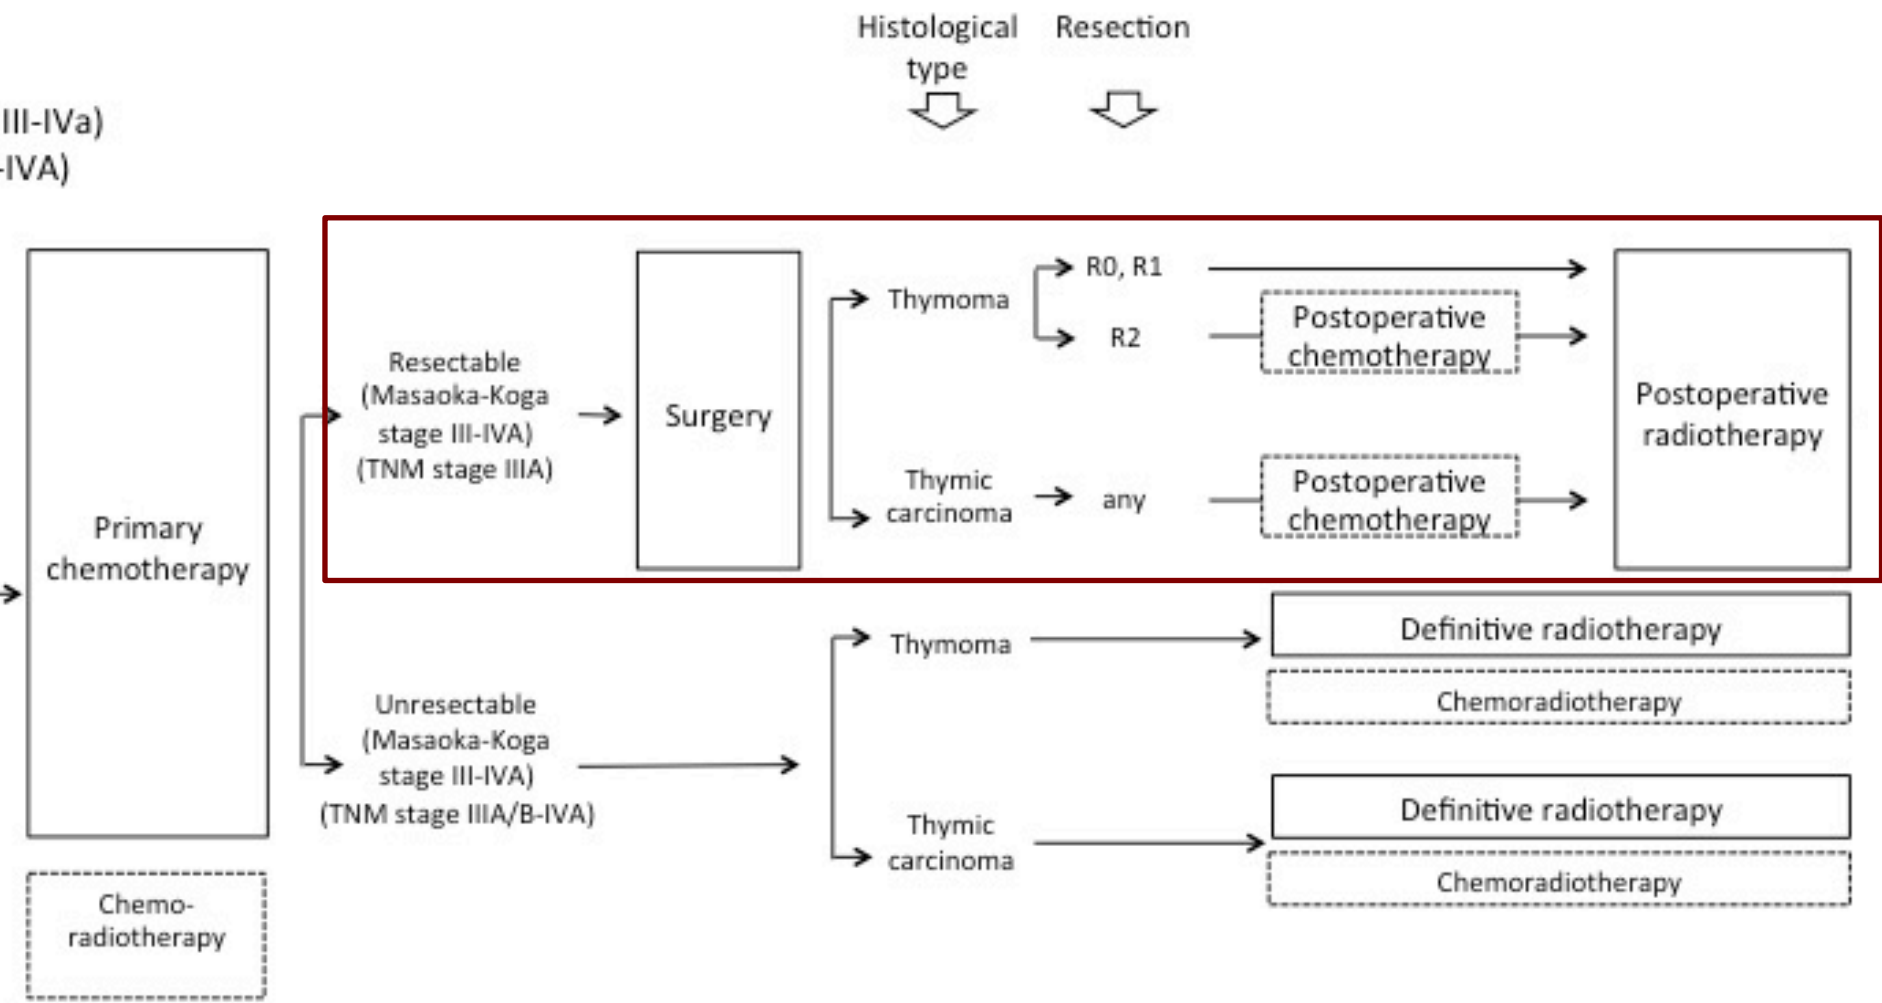 Histological
type
Resection
III-IVa)
-IVA)
Primary
chemotherapy
Chemo-
radiotherapy
Resectable
(Masaoka-Koga
stage III-IVA)
(TNM stage IIIA)
Surgery
Thymoma
R0, R1
R2
Postoperative
chemotherapy
Thymic
carcinoma
any
Postoperative
chemotherapy
Postoperative
radiotherapy
Unresectable
(Masaoka-Koga
stage III-IVA)
(TNM stage IIIA/B-IVA)
Thymoma
Definitive radiotherapy
Chemoradiotherapy
Thymic
carcinoma
Definitive radiotherapy
Chemoradiotherapy